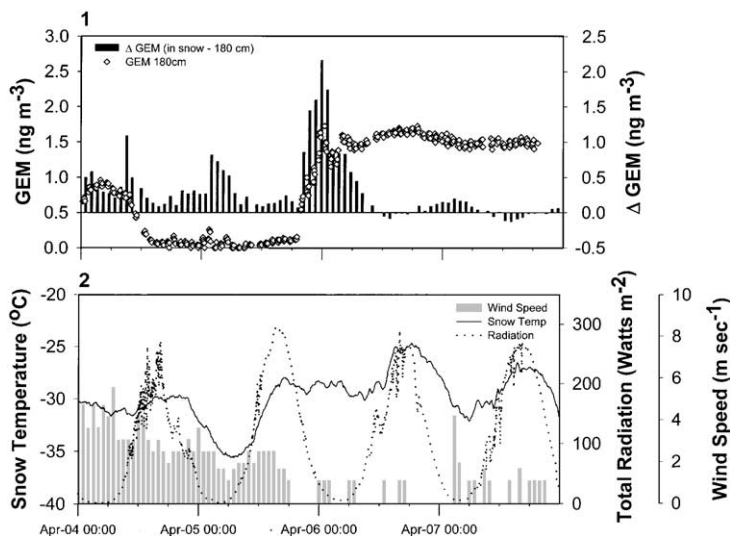 1
3.0
2.5
2.0
1.5
1.0
0.5
0.0
GEM (ng m-3)
Δ GEM (in snow - 180 cm)
GEM 180cm
2.5
2.0
1.5
1.0
0.5
0.0
-0.5
Δ GEM (ng m-3)
2
-20
-25
-30
-35
-40
Snow Temperature (oC)
Wind Speed
Snow Temp
Radiation
300
200
100
0
Total Radiation (Watts m-2)
10
8
6
4
2
0
Wind Speed (m sec-1)
Apr-04 00:00
Apr-05 00:00
Apr-06 00:00
Apr-07 00:00